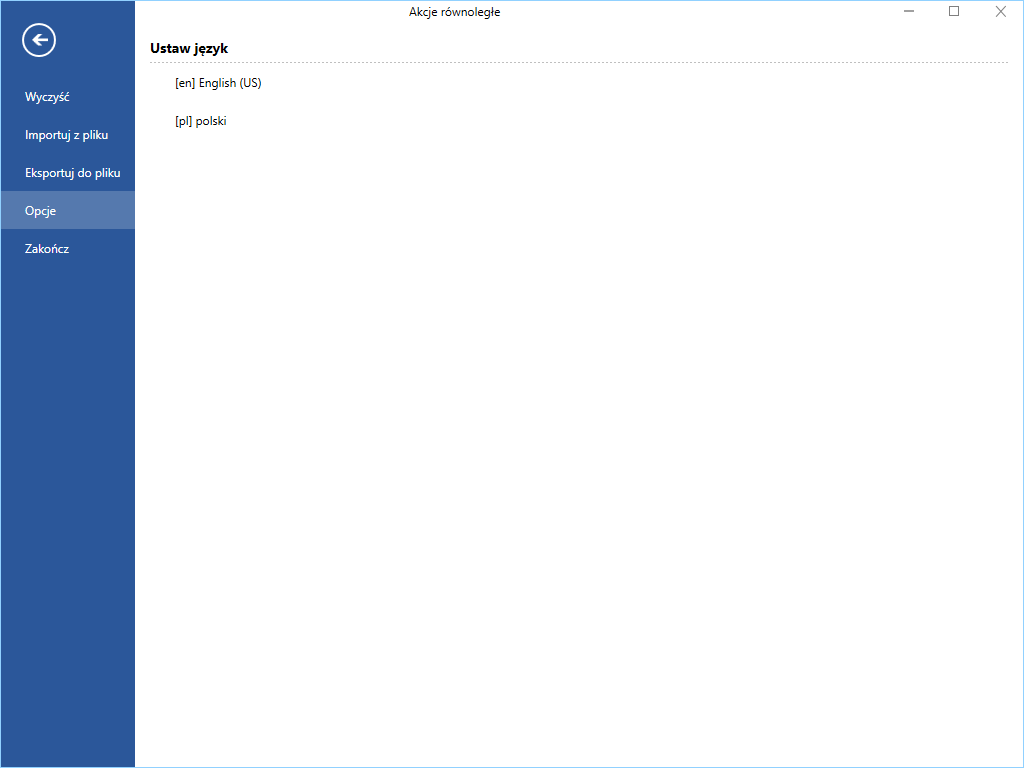 Akcje równoległe
Wyczyść
Importuj z pliku
Eksportuj do pliku
Opcje
Zakończ
Ustaw język
[en] English (US)
[pl] polski